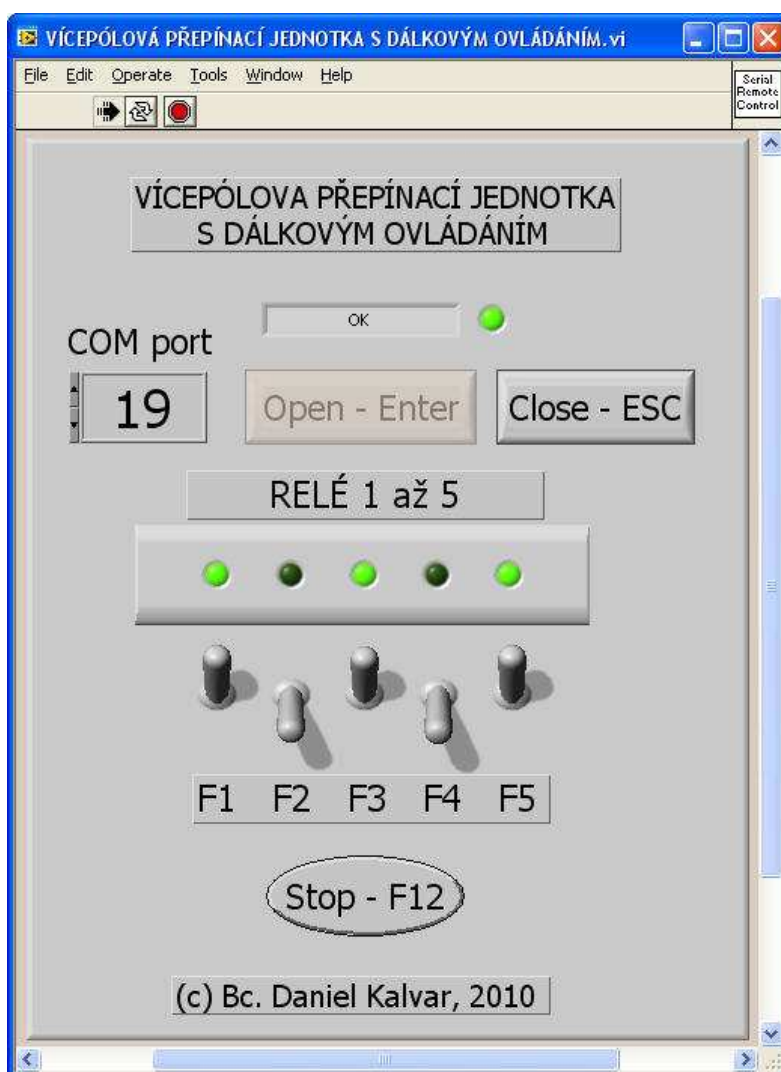 VÍCEPÓLOVÁ PŘEPÍNACÍ JEDNOTKA S DÁLKOVÝM OVLÁDÁNÍM.vi
File Edit Operate Tools Window Help
Serial
Remote
Control
VÍCEPÓLOVA PŘEPÍNACÍ JEDNOTKA
S DÁLKOVÝM OVLÁDÁNÍM
OK
COM port
19
Open - Enter
Close - ESC
RELÉ 1 až 5
F1 F2 F3 F4 F5
Stop - F12
(c) Bc. Daniel Kalvar, 2010